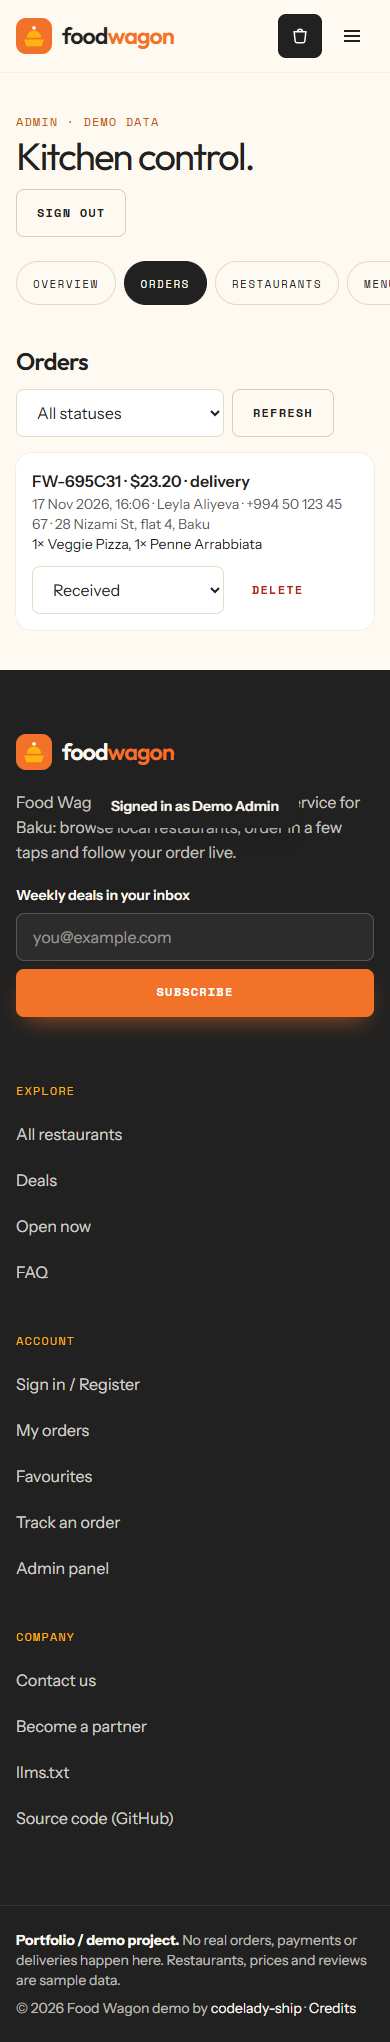 foodwagon
ADMIN · DEMO DATA
Kitchen control.
SIGN OUT
OVERVIEW
ORDERS
RESTAURANTS
Orders
All statuses
REFRESH
FW-695C31 · $23.20 · delivery
17 Nov 2026, 16:06 · Leyla Aliyeva · +994 50 123 45
67 · 28 Nizami St, flat 4, Baku
1× Veggie Pizza, 1× Penne Arrabbiata
Received
DELETE
foodwagon
Food Wag
Signed in as Demo Admin
for
Baku: browse local restaurants, order in a few
taps and follow your order live.
Weekly deals in your inbox
you@example.com
SUBSCRIBE
EXPLORE
All restaurants
Deals
Open now
FAQ
ACCOUNT
Sign in / Register
My orders
Favourites
Track an order
Admin panel
COMPANY
Contact us
Become a partner
llms.txt
Source code (GitHub)
Portfolio / demo project. No real orders, payments or
deliveries happen here. Restaurants, prices and reviews
are sample data.
© 2026 Food Wagon demo by codelady-ship · Credits